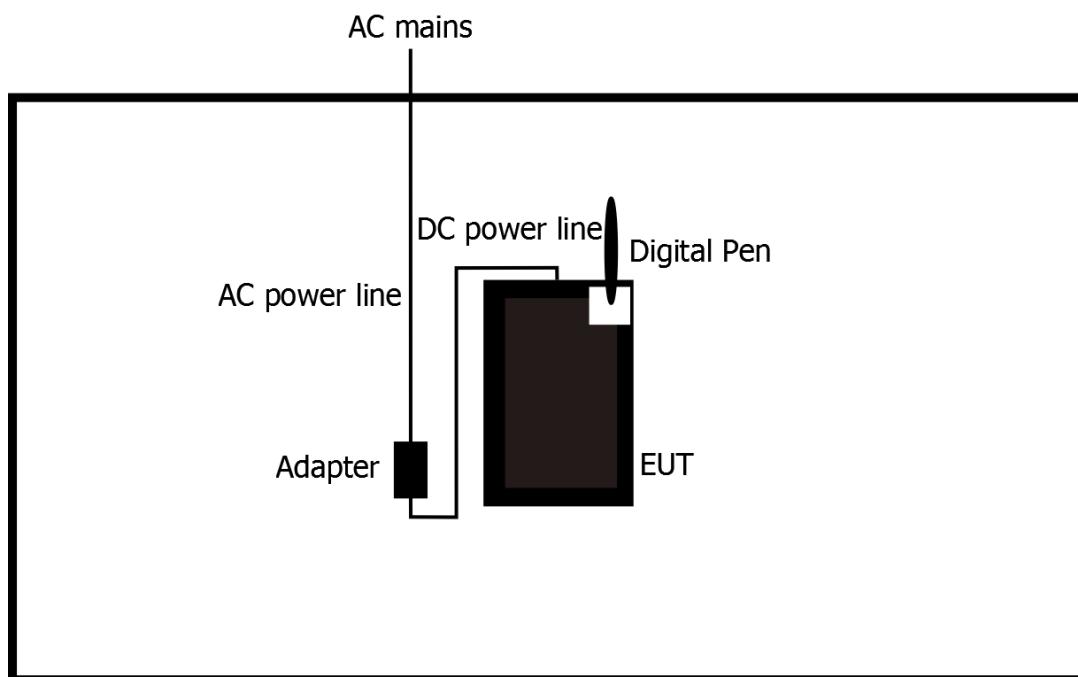 AC mains
DC power line
Digital Pen
AC power line
Adapter
EUT